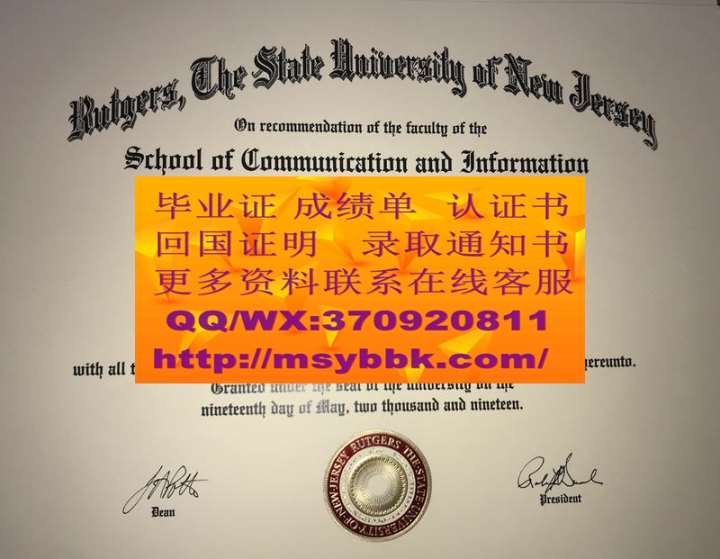 Rutgers, The State University of New Jersey
On recommendation of the faculty of the
School of Communication and Information
毕业证 成绩单 认证书
回国证明 录取通知书
更多资料联系在线客服
QQ/WX:370920811
http://msybbk.com/
with all hereunto.
Granted under the seal of the university on the
nineteenth day of May, two thousand and nineteen.
RUTGERS THE STATE UNIVERSITY OF NEW JERSEY
Dean
President